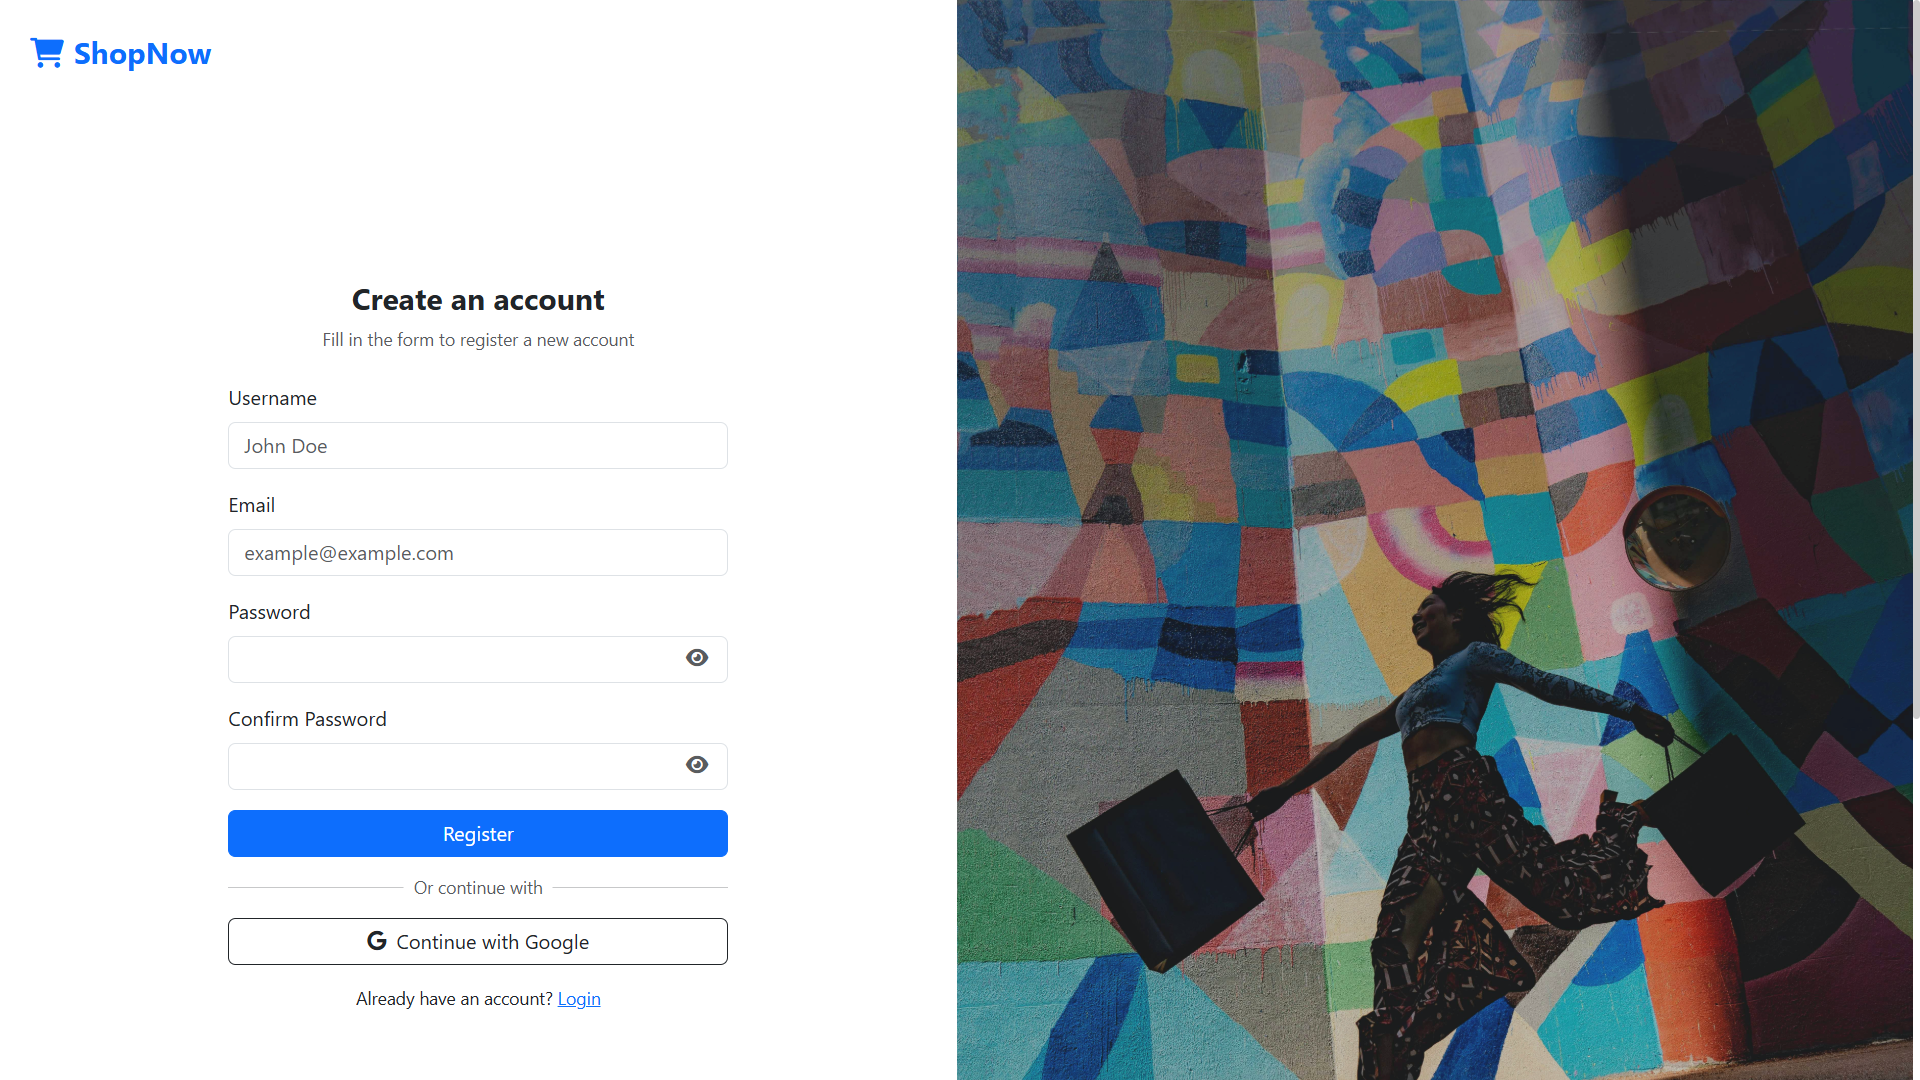 ShopNow
Create an account
Fill in the form to register a new account
Username
John Doe
Email
example@example.com
Password
Confirm Password
Register
Or continue with
Continue with Google
Already have an account? Login